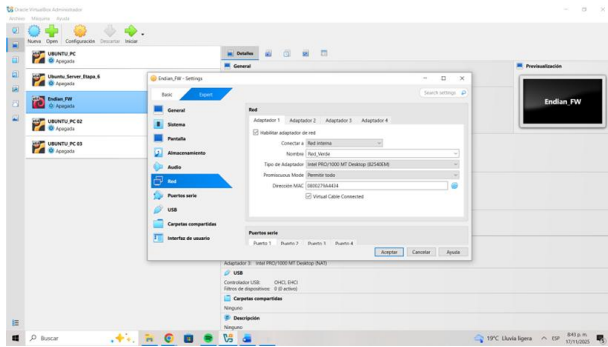 Oracle VirtualBox Administrador
Archivo Máquina Ayuda
Nueva Open Configuración Descartar Iniciar
UBUNTU_PC
Apagada
Ubuntu_Server_Etapa_6
Apagada
Endian_FW
Apagada
UBUNTU_PC 02
Apagada
UBUNTU_PC 03
Apagada
Detalles
General
Previsualización
Endian_FW
Endian_FW - Settings
Basic Expert
Search settings
General
Sistema
Pantalla
Almacenamiento
Audio
Red
Puertos serie
USB
Carpetas compartidas
Interfaz de usuario
Red
Adaptador 1 Adaptador 2 Adaptador 3 Adaptador 4
Habilitar adaptador de red
Conectar a Red interna
Nombre Red_Verde
Tipo de Adaptador Intel PRO/1000 MT Desktop (82540EM)
Promiscuous Mode Permitir todo
Dirección MAC
Virtual Cable Connected
Puertos serie
Puerto 1 Puerto 2 Puerto 3 Puerto 4
Aceptar Cancelar Ayuda
Adaptador 3: Intel PRO/1000 MT Desktop (NAT)
USB
Controlador USB: OHCI, EHCI
Filtros de dispositivos: 0 (0 activo)
Carpetas compartidas
Ninguno
Descripción
Ninguno
Buscar
19°C Lluvia ligera
ESP
8:43 p. m.
17/11/2025